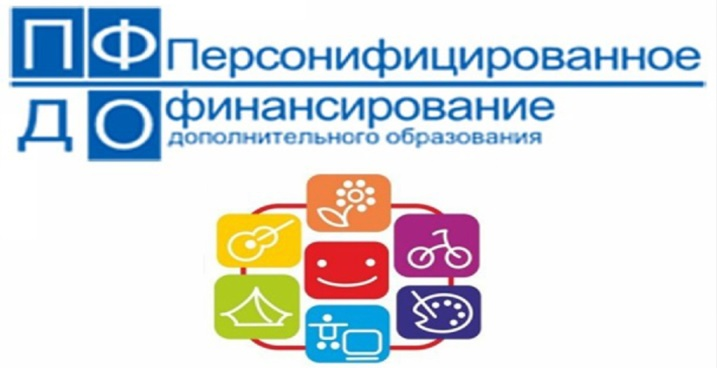 ПФ Персонифицированное
ДО финансирование
дополнительного образования